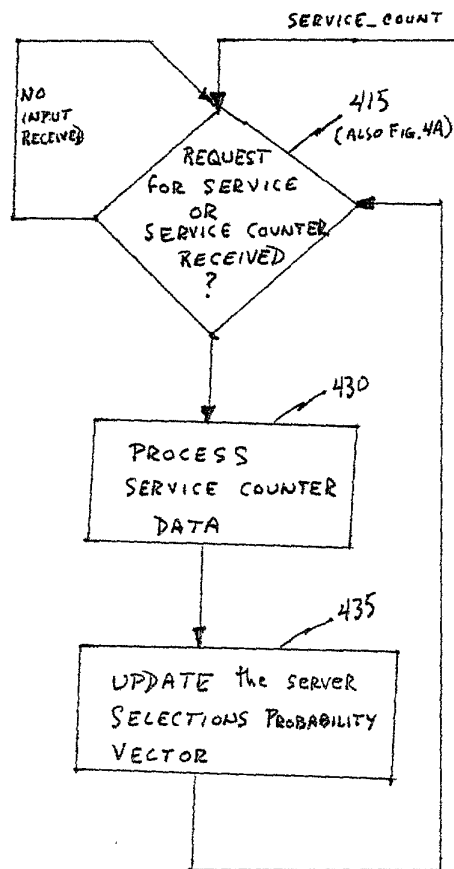 SERVICE_COUNT
NO
INPUT
RECEIVED
415
(ALSO FIG. 4A)
REQUEST
for SERVICE
OR
SERVICE COUNTER
RECEIVED
?
430
PROCESS
SERVICE COUNTER
DATA
435
UPDATE the SERVER
SELECTIONS PROBABILITY
VECTOR